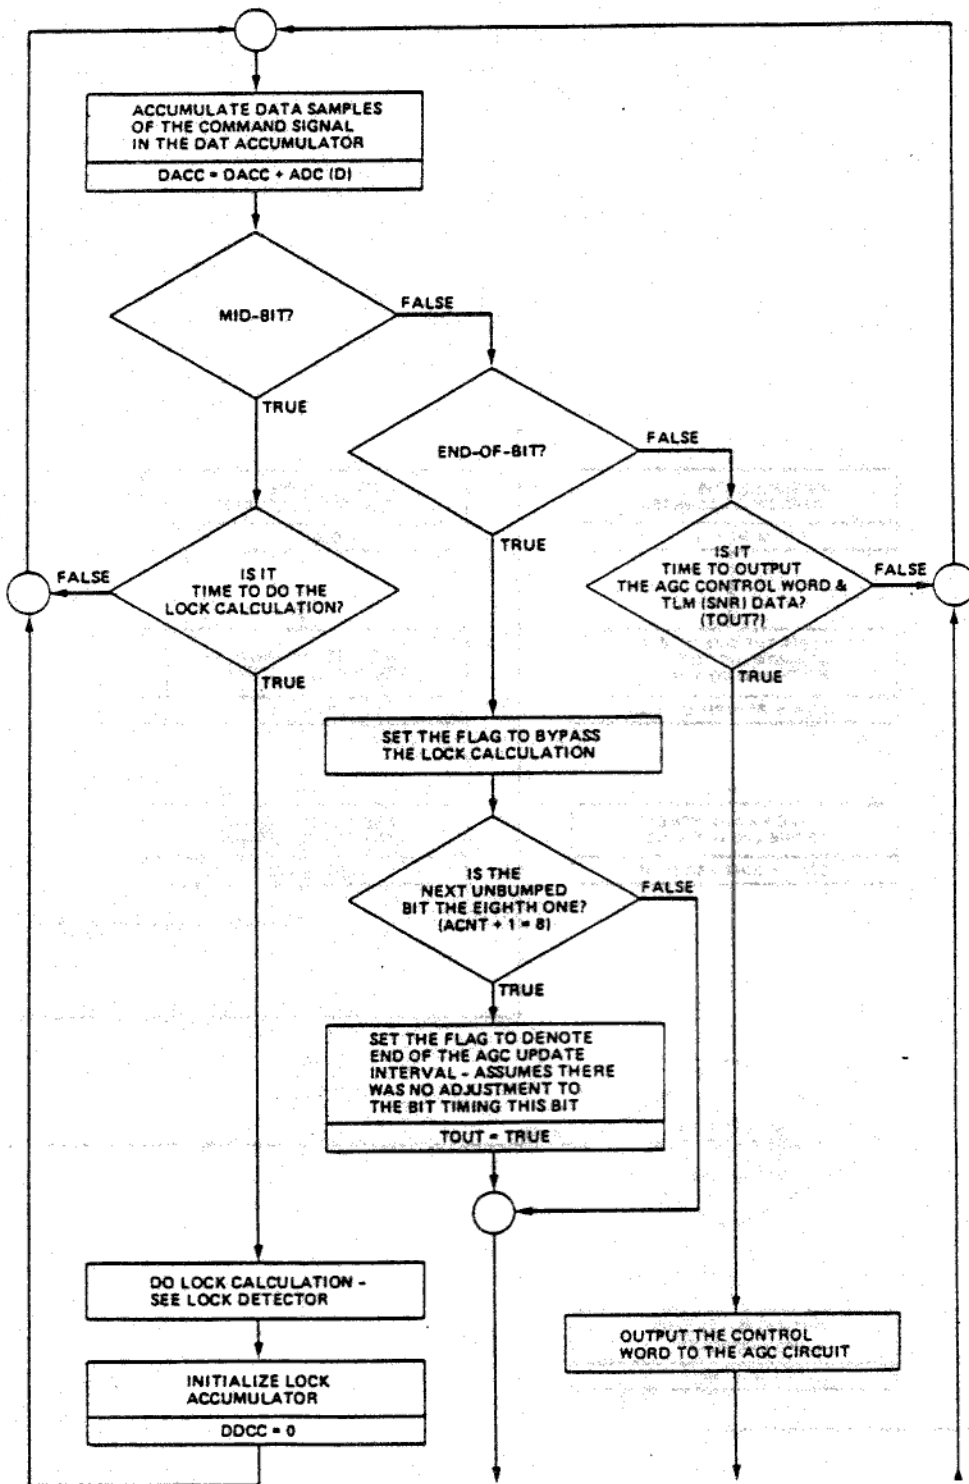 ACCUMULATE DATA SAMPLES
OF THE COMMAND SIGNAL
IN THE DAT ACCUMULATOR
DACC = DACC + ADC (D)
MID-BIT?
FALSE
TRUE
END-OF-BIT?
FALSE
TRUE
IS IT
TIME TO DO THE
LOCK CALCULATION?
FALSE
TRUE
IS IT
TIME TO OUTPUT
THE AGC CONTROL WORD &
TLM (SNR) DATA?
(TOUT?)
FALSE
TRUE
SET THE FLAG TO BYPASS
THE LOCK CALCULATION
IS THE
NEXT UNBUMPED
BIT THE EIGHTH ONE?
(ACNT + 1 = 8)
FALSE
TRUE
SET THE FLAG TO DENOTE
END OF THE AGC UPDATE
INTERVAL - ASSUMES THERE
WAS NO ADJUSTMENT TO
THE BIT TIMING THIS BIT
TOUT = TRUE
DO LOCK CALCULATION -
SEE LOCK DETECTOR
INITIALIZE LOCK
ACCUMULATOR
DDCC = 0
OUTPUT THE CONTROL
WORD TO THE AGC CIRCUIT